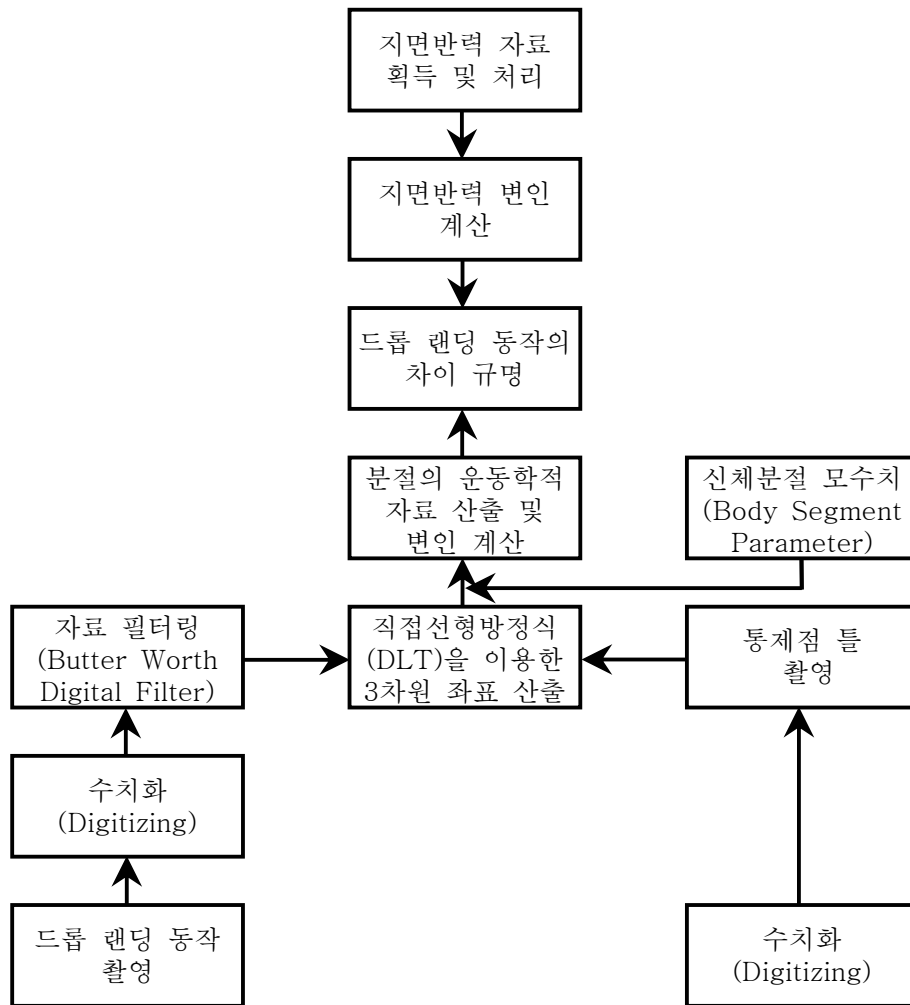 지면반력 자료
획득 및 처리
지면반력 변인
계산
드롭 랜딩 동작의
차이 규명
분절의 운동학적
자료 산출 및
변인 계산
신체분절 모수치
(Body Segment
Parameter)
자료 필터링
(Butter Worth
Digital Filter)
직접선형방정식
(DLT)을 이용한
3차원 좌표 산출
통제점 틀
촬영
수치화
(Digitizing)
드롭 랜딩 동작
촬영
수치화
(Digitizing)